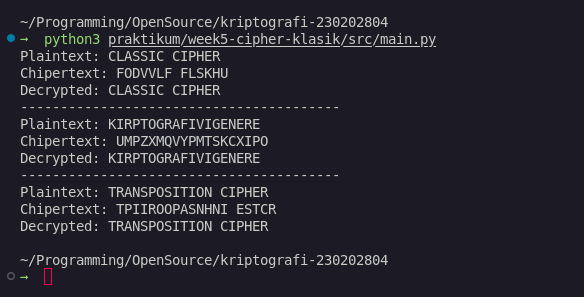 ~/Programming/OpenSource/kriptografi-230202804
→ python3 praktikum/week5-cipher-klasik/src/main.py
Plaintext: CLASSIC CIPHER
Chipertext: FODVVLF FLSKHU
Decrypted: CLASSIC CIPHER
----------------------------------------
Plaintext: KIRPTOGRAFIVIGENERE
Chipertext: UMPZXMQVYPMTSKCXIPO
Decrypted: KIRPTOGRAFIVIGENERE
----------------------------------------
Plaintext: TRANSPOSITION CIPHER
Chipertext: TPIIROOPASNHNI ESTCR
Decrypted: TRANSPOSITION CIPHER
~/Programming/OpenSource/kriptografi-230202804
→